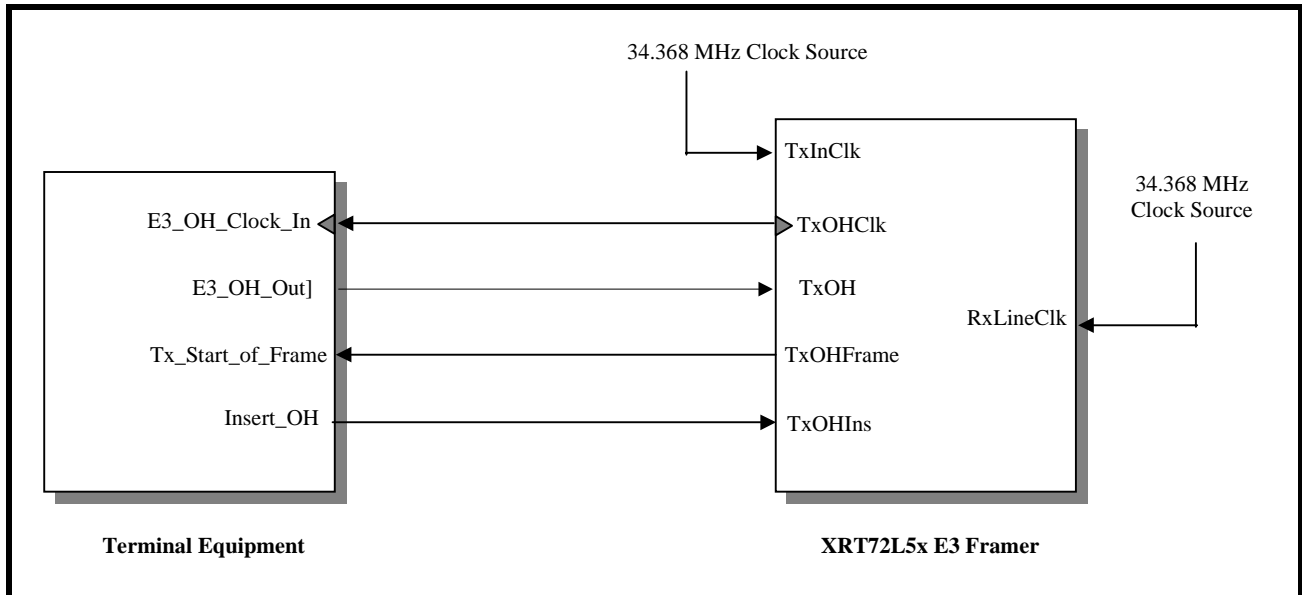 34.368 MHz Clock Source
TxInClk
34.368 MHz
Clock Source
E3_OH_Clock_In
TxOHClk
E3_OH_Out]
TxOH
RxLineClk
Tx_Start_of_Frame
TxOHFrame
Insert_OH
TxOHIns
Terminal Equipment
XRT72L5x E3 Framer